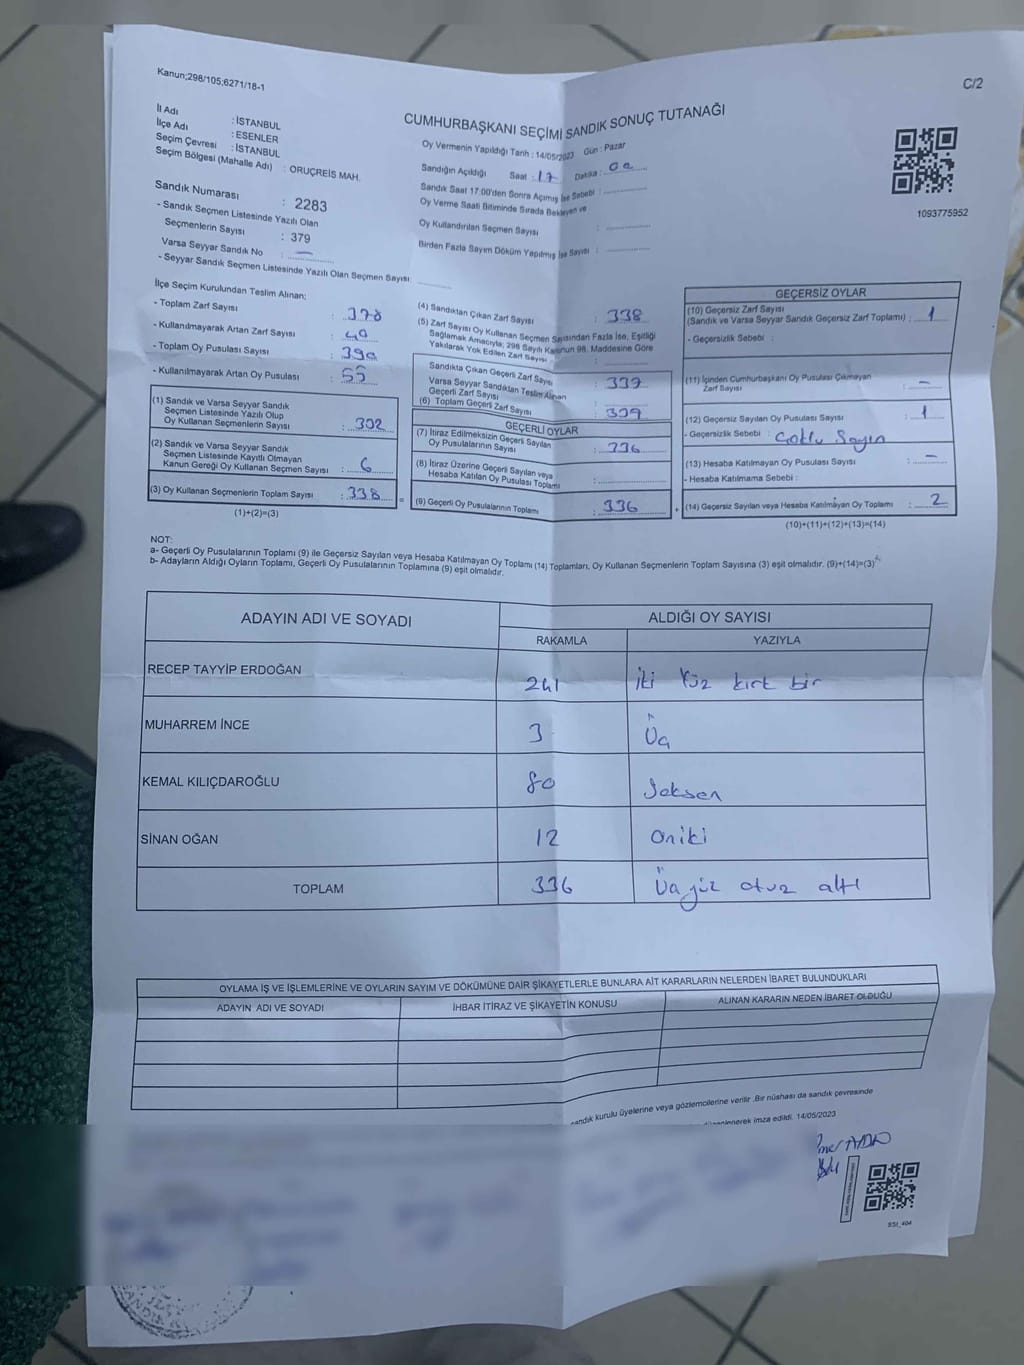 Kanun;298/105;6271/18-1
C/2
CUMHURBAŞKANI SEÇİMİ SANDIK SONUÇ TUTANAĞI
İl Adı : İSTANBUL
İlçe Adı : ESENLER
Seçim Çevresi : İSTANBUL
Seçim Bölgesi (Mahalle Adı) : ORUÇREİS MAH.
Sandık Numarası : 2283
- Sandık Seçmen Listesinde Yazılı Olan
Seçmenlerin Sayısı : 379
Varsa Seyyar Sandık No : —
- Seyyar Sandık Seçmen Listesinde Yazılı Olan Seçmen Sayısı:
Oy Vermenin Yapıldığı Tarih : 14/05/2023 Gün : Pazar
Sandığın Açıldığı Saat : 17 Dakika : 00
Sandık Saat 17:00'den Sonra Açımış İse Sebebi :
Oy Verme Saati Bitiminde Sırada Bekleyen ve
Oy Kullandırılan Seçmen Sayısı :
Birden Fazla Sayım Döküm Yapılmış İse Sayısı :
1093775952
İlçe Seçim Kurulundan Teslim Alınan:
- Toplam Zarf Sayısı : 378
- Kullanılmayarak Artan Zarf Sayısı : 40
- Toplam Oy Pusulası Sayısı : 390
- Kullanılmayarak Artan Oy Pusulası : 55
(1) Sandık ve Varsa Seyyar Sandık
Seçmen Listesinde Yazılı Olup
Oy Kullanan Seçmenlerin Sayısı : 302
(2) Sandık ve Varsa Seyyar Sandık
Seçmen Listesinde Kayıtlı Olmayan
Kanun Gereği Oy Kullanan Seçmen Sayısı : 6
(3) Oy Kullanan Seçmenlerin Toplam Sayısı : 338
(1)+(2)=(3)
(4) Sandıktan Çıkan Zarf Sayısı : 338
(5) Zarf Sayısı Oy Kullanan Seçmen Sayısından Fazla İse, Eşitliği
Sağlamak Amacıyla; 298 Sayılı Kanunun 98. Maddesine Göre
Yakılarak Yok Edilen Zarf Sayısı :
Sandıkta Çıkan Geçerli Zarf Sayısı : 337
Varsa Seyyar Sandıktan Teslim Alınan
Geçerli Zarf Sayısı :
(6) Toplam Geçerli Zarf Sayısı : 337
GEÇERLİ OYLAR
(7) İtiraz Edilmeksizin Geçerli Sayılan
Oy Pusulalarının Sayısı : 336
(8) İtiraz Üzerine Geçerli Sayılan veya
Hesaba Katılan Oy Pusulası Toplamı :
(9) Geçerli Oy Pusulalarının Toplamı : 336
GEÇERSİZ OYLAR
(10) Geçersiz Zarf Sayısı
(Sandık ve Varsa Seyyar Sandık Geçersiz Zarf Toplamı) : 1
- Geçersizlik Sebebi :
(11) İçinden Cumhurbaşkanı Oy Pusulası Çıkmayan
Zarf Sayısı : —
(12) Geçersiz Sayılan Oy Pusulası Sayısı : 1
- Geçersizlik Sebebi : Çoklu Sayın
(13) Hesaba Katılmayan Oy Pusulası Sayısı : —
- Hesaba Katılmama Sebebi :
(14) Geçersiz Sayılan veya Hesaba Katılmayan Oy Toplamı : 2
(10)+(11)+(12)+(13)=(14)
NOT:
a- Geçerli Oy Pusulalarının Toplamı (9) ile Geçersiz Sayılan veya Hesaba Katılmayan Oy Toplamı (14) Toplamları, Oy Kullanan Seçmenlerin Toplam Sayısına (3) eşit olmalıdır. (9)+(14)=(3)
b- Adayların Aldığı Oyların Toplamı, Geçerli Oy Pusulalarının Toplamına (9) eşit olmalıdır.
ADAYIN ADI VE SOYADI ALDIĞI OY SAYISI
RAKAMLA YAZIYLA
RECEP TAYYİP ERDOĞAN 241 iki Yüz kırk bir
MUHARREM İNCE 3 Üç
KEMAL KILIÇDAROĞLU 80 Seksen
SİNAN OĞAN 12 Oniki
TOPLAM 336 Üçyüz otuz altı
OYLAMA İŞ VE İŞLEMLERİNE VE OYLARIN SAYIM VE DÖKÜMÜNE DAİR ŞİKAYETLERLE BUNLARA AİT KARARLARIN NELERDEN İBARET BULUNDUKLARI
ADAYIN ADI VE SOYADI İHBAR İTİRAZ VE ŞİKAYETİN KONUSU ALINAN KARARIN NEDEN İBARET OLDUĞU
sandık kurulu üyelerine veya gözlemcilerine verilir .Bir nüshası da sandık çevresinde
imza edildi. 14/05/2023
SSI_404